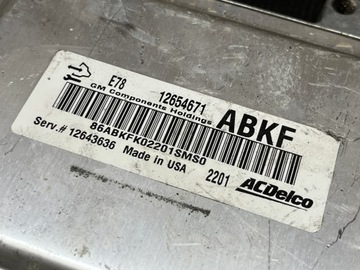 E78 12654671
GM Components Holdings
ABKF
86ABKFK02201SMS0
Serv.# 12643636 Made in USA 2201
ACDelco